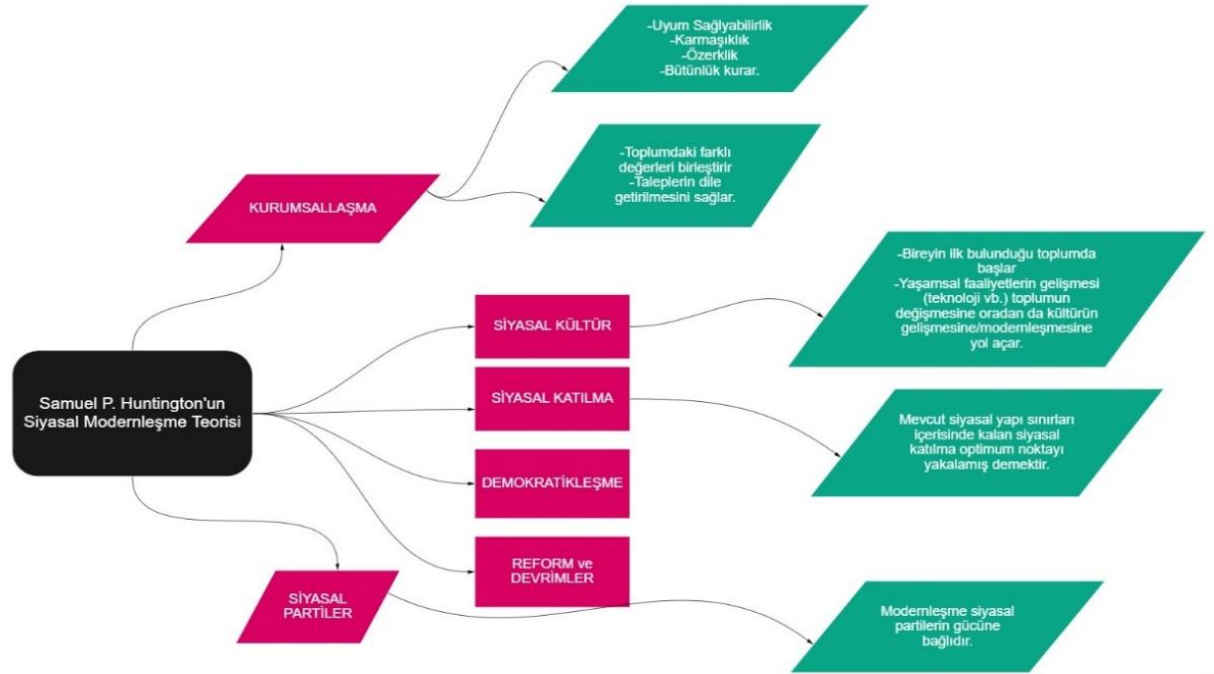 -Uyum Sağlyabilirlik
-Karmaşıklık
-Özerklik
-Bütünlük kurar.
-Toplumdaki farklı
değerleri birleştirir
-Taleplerin dile
getirilmesini sağlar.
KURUMSALLAŞMA
-Bireyin ilk bulunduğu toplumda
başlar
-Yaşamsal faaliyetlerin gelişmesi
(teknoloji vb.) toplumun
değişmesine oradan da kültürün
gelişmesine/modernleşmesine
yol açar.
SİYASAL KÜLTÜR
Samuel P. Huntington'un
Siyasal Modernleşme Teorisi
SİYASAL KATILMA
Mevcut siyasal yapı sınırları
içerisinde kalan siyasal
katılma optimum noktayı
yakalamış demektir.
DEMOKRATİKLEŞME
REFORM ve
DEVRİMLER
SİYASAL
PARTİLER
Modernleşme siyasal
partilerin gücüne
bağlıdır.